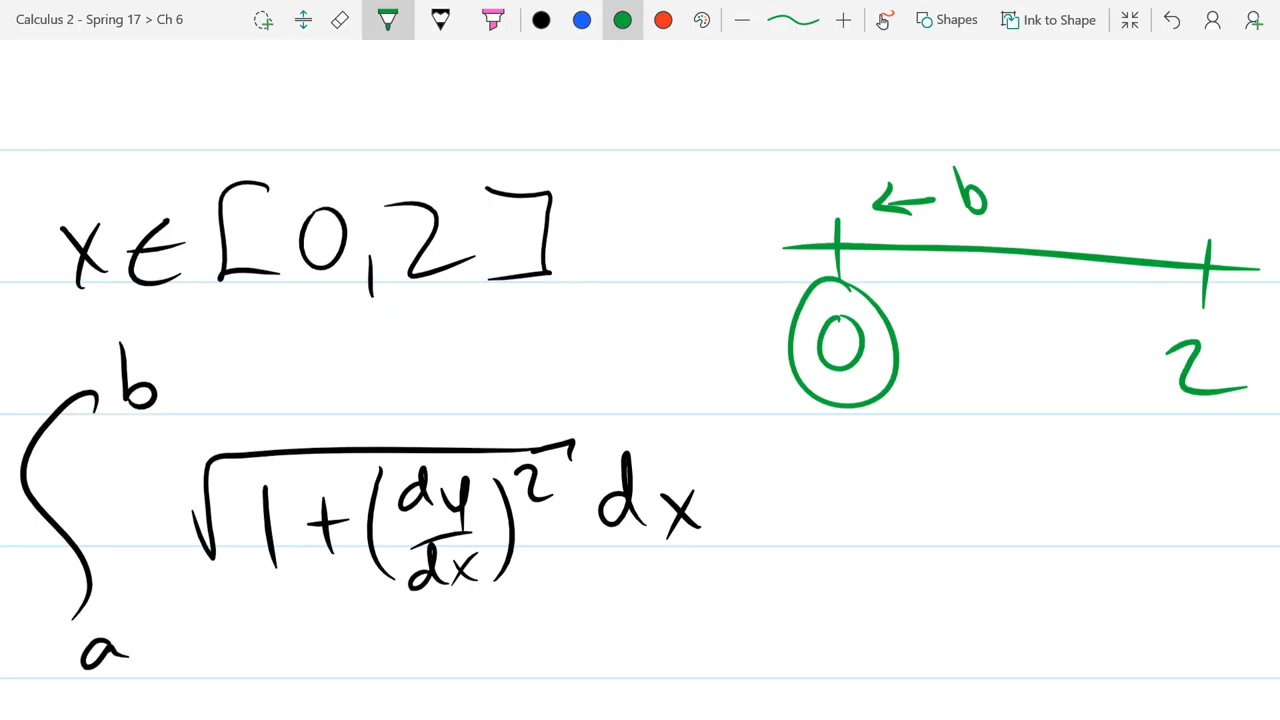 Calculus 2 - Spring 17 > Ch 6
Shapes
Ink to Shape
x ∈ [0,2]
← b
0
2
∫_a^b √(1+(dy/dx)^2) dx